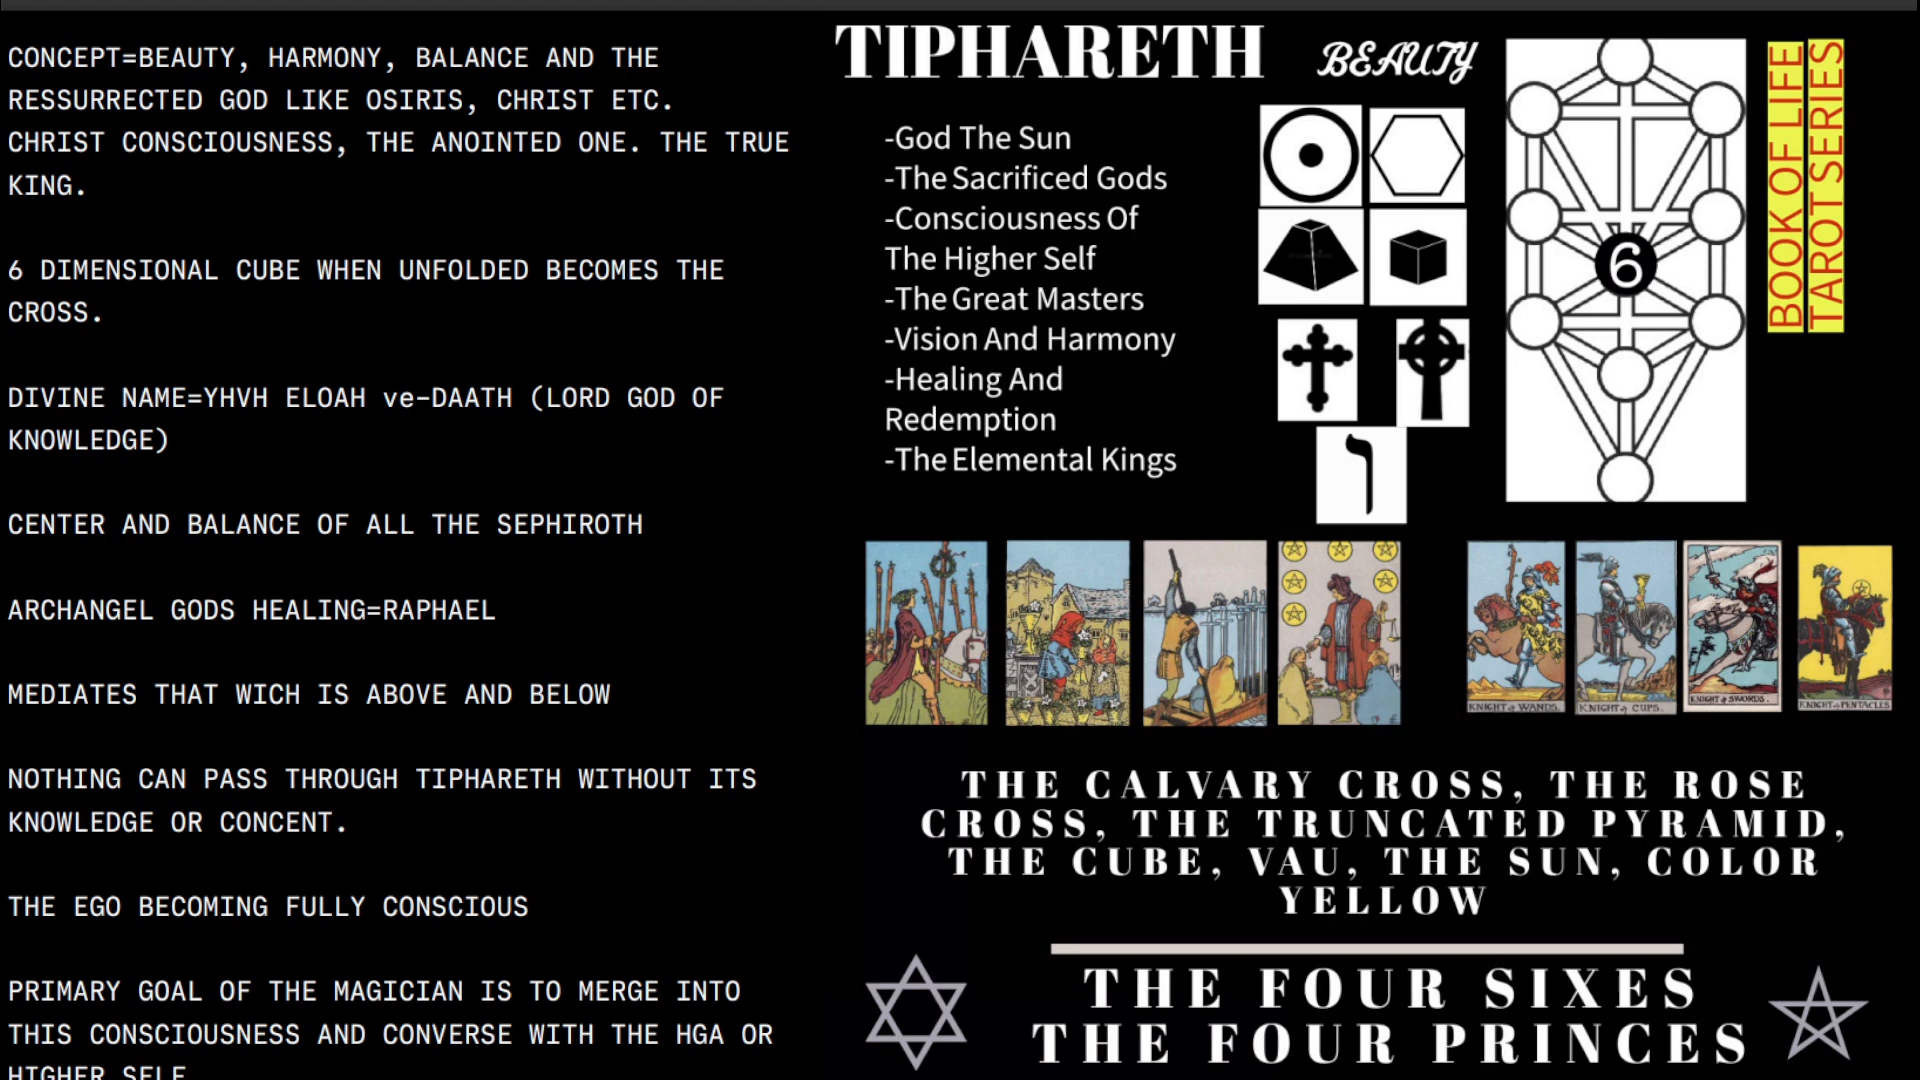 CONCEPT=BEAUTY, HARMONY, BALANCE AND THE
RESSURRECTED GOD LIKE OSIRIS, CHRIST ETC.
CHRIST CONSCIOUSNESS, THE ANOINTED ONE. THE TRUE
KING.
6 DIMENSIONAL CUBE WHEN UNFOLDED BECOMES THE
CROSS.
DIVINE NAME=YHVH ELOAH ve-DAATH (LORD GOD OF
KNOWLEDGE)
CENTER AND BALANCE OF ALL THE SEPHIROTH
ARCHANGEL GODS HEALING=RAPHAEL
MEDIATES THAT WICH IS ABOVE AND BELOW
NOTHING CAN PASS THROUGH TIPHARETH WITHOUT ITS
KNOWLEDGE OR CONCENT.
THE EGO BECOMING FULLY CONSCIOUS
PRIMARY GOAL OF THE MAGICIAN IS TO MERGE INTO
THIS CONSCIOUSNESS AND CONVERSE WITH THE HGA OR
HIGHER SELF
TIPHARETH
BEAUTY
-God The Sun
-The Sacrificed Gods
-Consciousness Of
The Higher Self
-The Great Masters
-Vision And Harmony
-Healing And
Redemption
-The Elemental Kings
ו
6
BOOK OF LIFE
TAROT SERIES
KNIGHT of WANDS.
KNIGHT of CUPS.
KNIGHT of SWORDS.
KNIGHT of PENTACLES
THE CALVARY CROSS, THE ROSE
CROSS, THE TRUNCATED PYRAMID,
THE CUBE, VAU, THE SUN, COLOR
YELLOW
THE FOUR SIXES
THE FOUR PRINCES